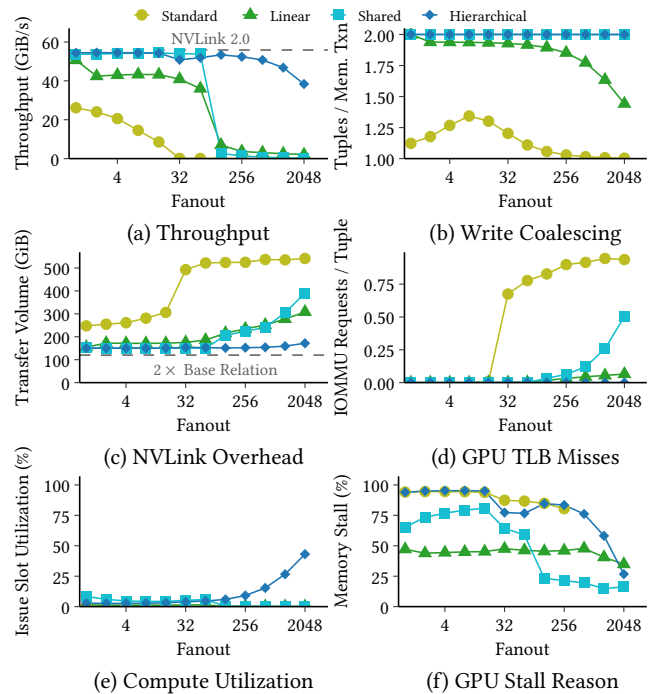 Standard Linear Shared Hierarchical
Throughput (GiB/s)
60
40
20
0
NVLink 2.0
4 32 256 2048
Fanout
(a) Throughput
Tuples / Mem. Txn
2.00
1.75
1.50
1.25
1.00
4 32 256 2048
Fanout
(b) Write Coalescing
Transfer Volume (GiB)
500
400
300
200
100
0
2 × Base Relation
4 32 256 2048
Fanout
(c) NVLink Overhead
IOMMU Requests / Tuple
0.75
0.50
0.25
0.00
4 32 256 2048
Fanout
(d) GPU TLB Misses
Issue Slot Utilization (%)
100
75
50
25
0
4 32 256 2048
Fanout
(e) Compute Utilization
Memory Stall (%)
100
75
50
25
0
4 32 256 2048
Fanout
(f) GPU Stall Reason